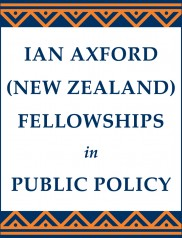 IAN AXFORD
(NEW ZEALAND)
FELLOWSHIPS
in
PUBLIC POLICY